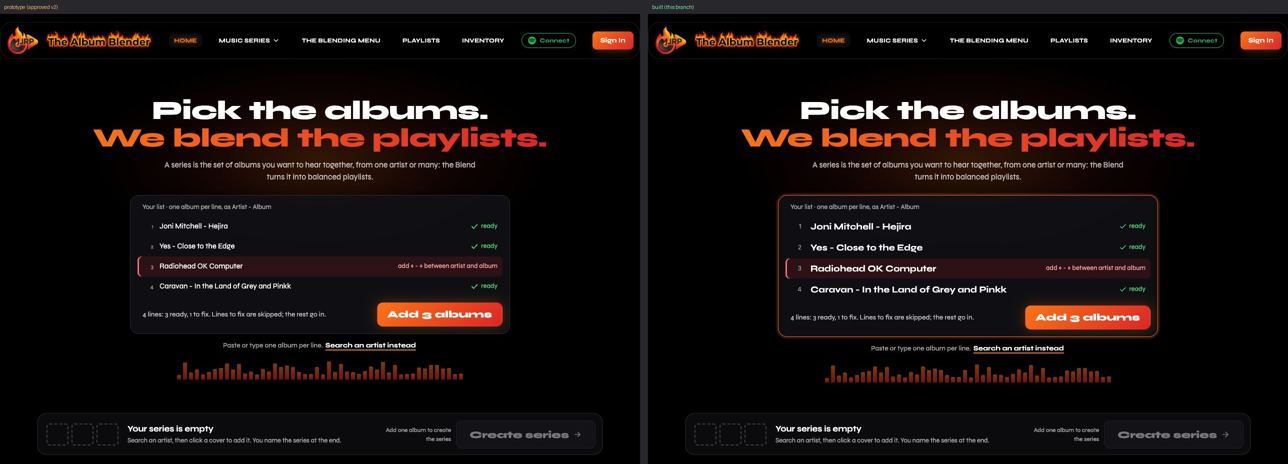 prototype (approved v2)
JRP The Album Blender HOME MUSIC SERIES THE BLENDING MENU PLAYLISTS INVENTORY Connect Sign In
Pick the albums.
We blend the playlists.
A series is the set of albums you want to hear together, from one artist or many: the Blend
turns it into balanced playlists.
Your list · one album per line, as Artist - Album
1 Joni Mitchell - Hejira ready
2 Yes - Close to the Edge ready
3 Radiohead OK Computer add « - » between artist and album
4 Caravan - In the Land of Grey and Pinkk ready
4 lines: 3 ready, 1 to fix. Lines to fix are skipped; the rest go in. Add 3 albums
Paste or type one album per line. Search an artist instead
Your series is empty
Search an artist, then click a cover to add it. You name the series at the end.
Add one album to create
the series
Create series →
built (this branch)
JRP The Album Blender HOME MUSIC SERIES THE BLENDING MENU PLAYLISTS INVENTORY Connect Sign In
Pick the albums.
We blend the playlists.
A series is the set of albums you want to hear together, from one artist or many: the Blend
turns it into balanced playlists.
Your list · one album per line, as Artist - Album
1 Joni Mitchell - Hejira ready
2 Yes - Close to the Edge ready
3 Radiohead OK Computer add « - » between artist and album
4 Caravan - In the Land of Grey and Pinkk ready
4 lines: 3 ready, 1 to fix. Lines to fix are skipped; the rest go in. Add 3 albums
Paste or type one album per line. Search an artist instead
Your series is empty
Search an artist, then click a cover to add it. You name the series at the end.
Add one album to create
the series
Create series →